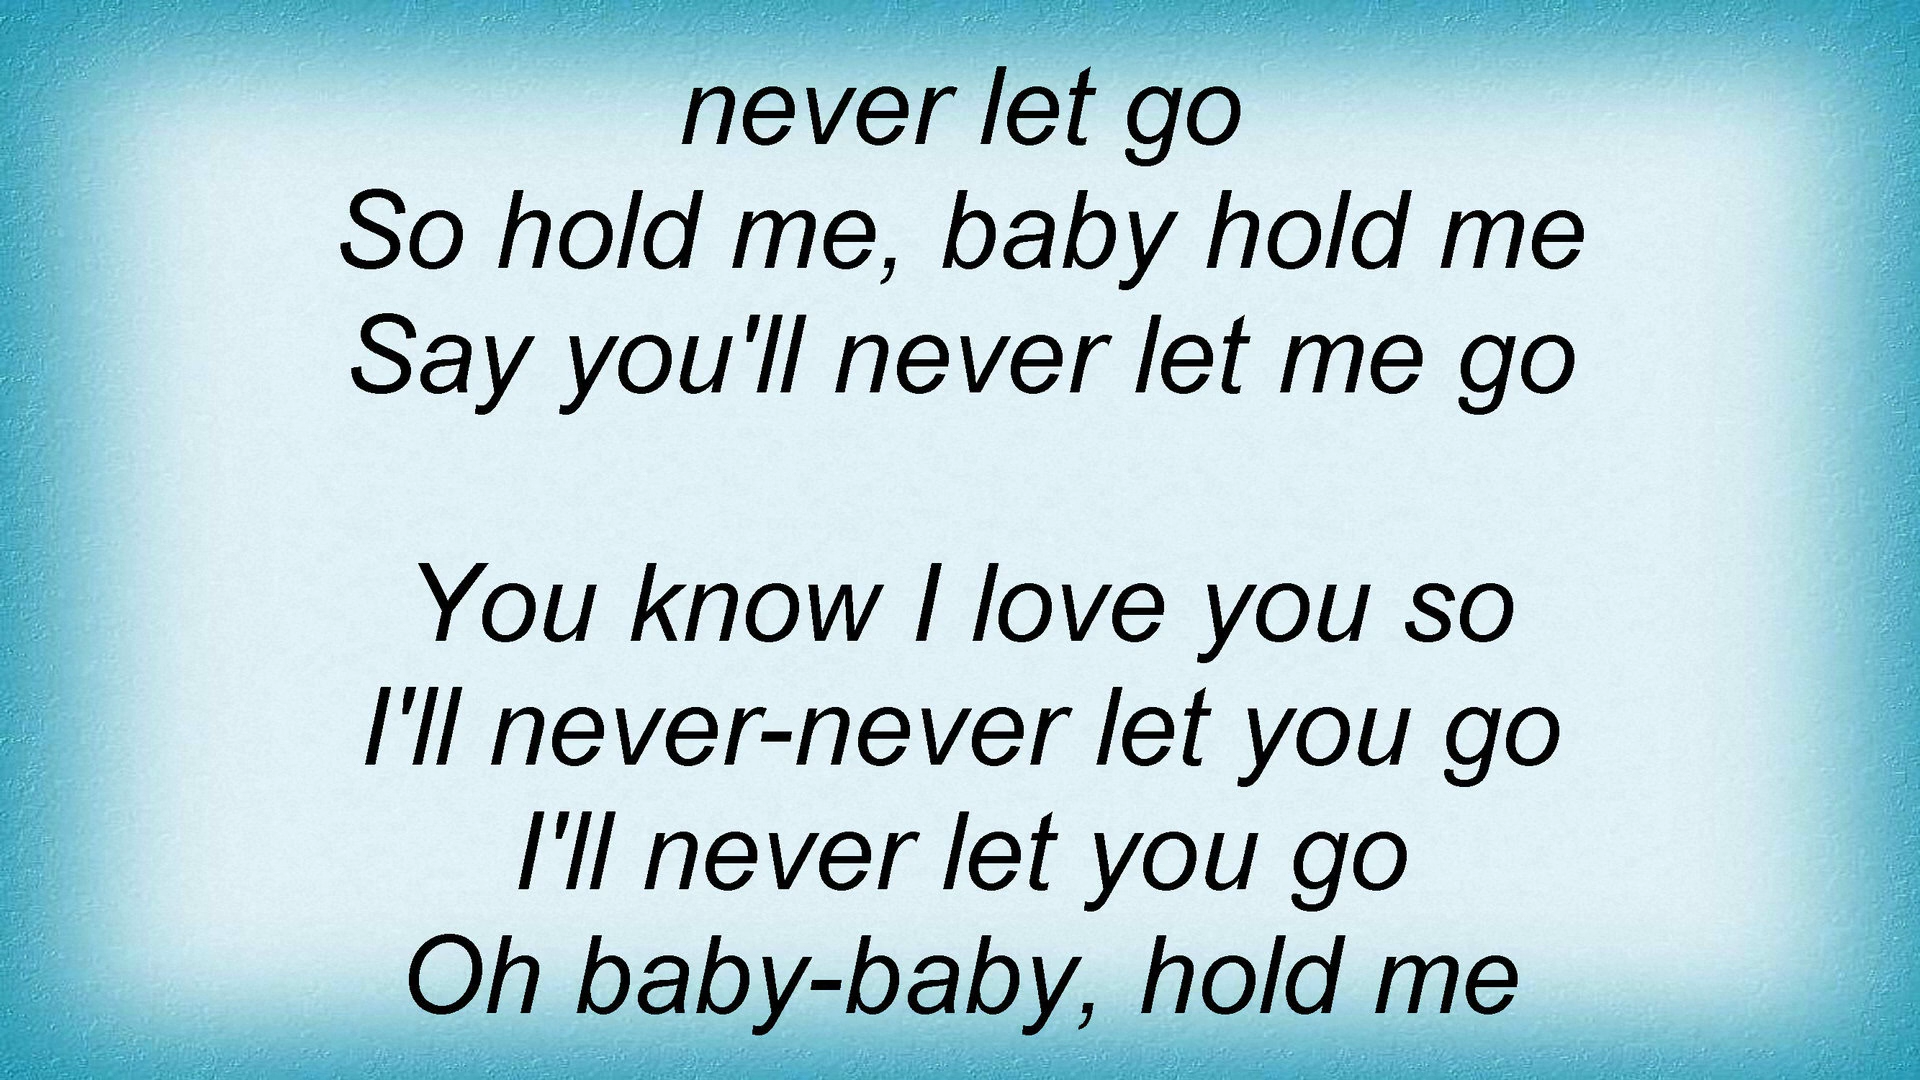 never let go
So hold me, baby hold me
Say you'll never let me go
You know I love you so
I'll never-never let you go
I'll never let you go
Oh baby-baby, hold me